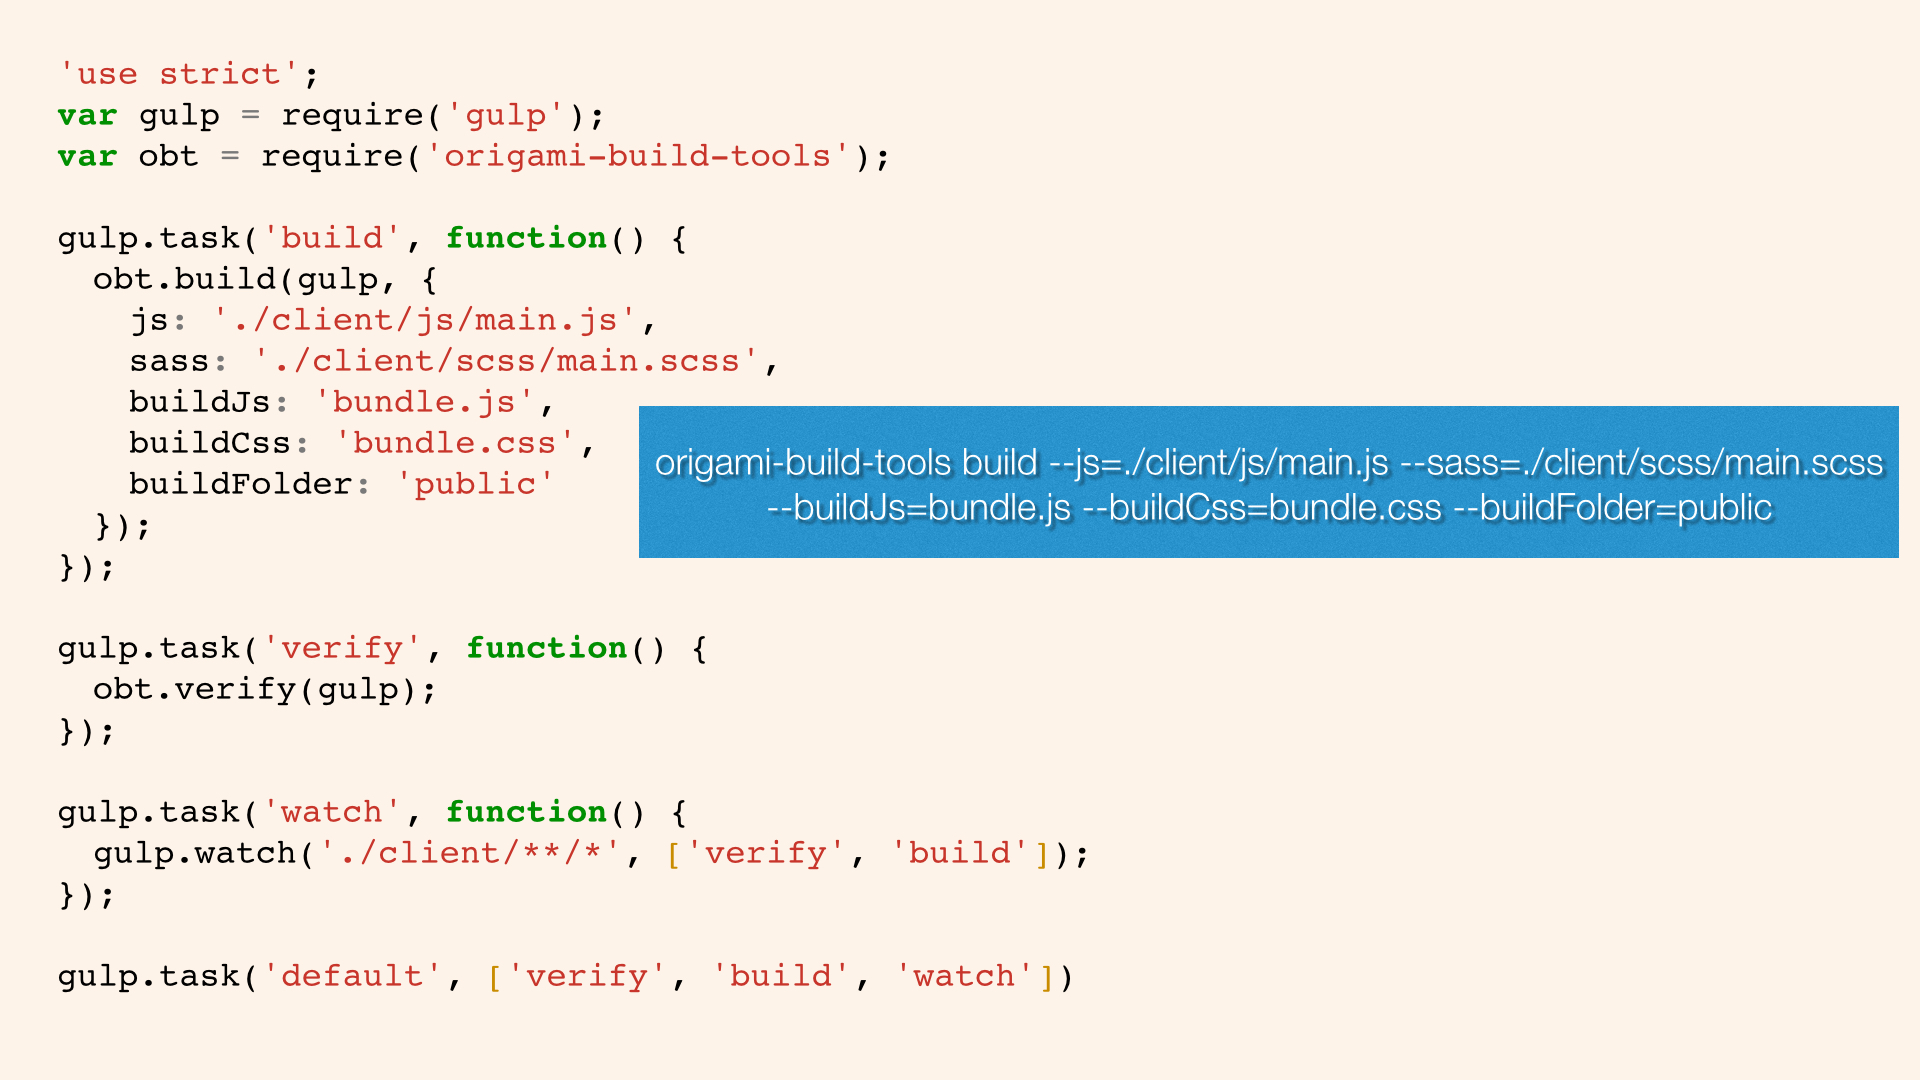 'use strict';
var gulp = require('gulp');
var obt = require('origami-build-tools');
gulp.task('build', function() {
obt.build(gulp, {
js: './client/js/main.js',
sass: './client/scss/main.scss',
buildJs: 'bundle.js',
buildCss: 'bundle.css',
buildFolder: 'public'
});
});
origami-build-tools build --js=./client/js/main.js --sass=./client/scss/main.scss
--buildJs=bundle.js --buildCss=bundle.css --buildFolder=public
gulp.task('verify', function() {
obt.verify(gulp);
});
gulp.task('watch', function() {
gulp.watch('./client/**/*', ['verify', 'build']);
});
gulp.task('default', ['verify', 'build', 'watch'])